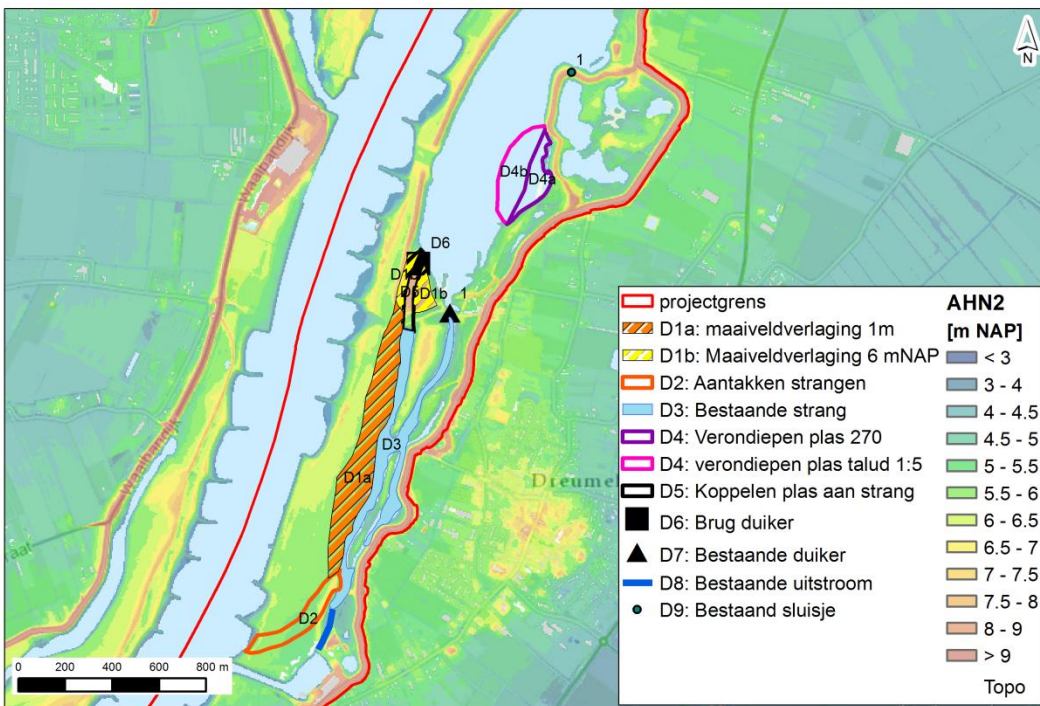 N
1
Waalbandijk
D4b
D4a
D6
D1b
1
D3
D1a
D2
Dreumel
Waalbandijk
raat
0 200 400 600 800 m
projectgrens
D1a: maaiveldverlaging 1m
D1b: Maaiveldverlaging 6 mNAP
D2: Aantakken strangen
D3: Bestaande strang
D4: Verondiepen plas 270
D4: verondiepen plas talud 1:5
D5: Koppelen plas aan strang
D6: Brug duiker
D7: Bestaande duiker
D8: Bestaande uitstroom
D9: Bestaand sluisje
AHN2
[m NAP]
< 3
3 - 4
4 - 4.5
4.5 - 5
5 - 5.5
5.5 - 6
6 - 6.5
6.5 - 7
7 - 7.5
7.5 - 8
8 - 9
> 9
Topo